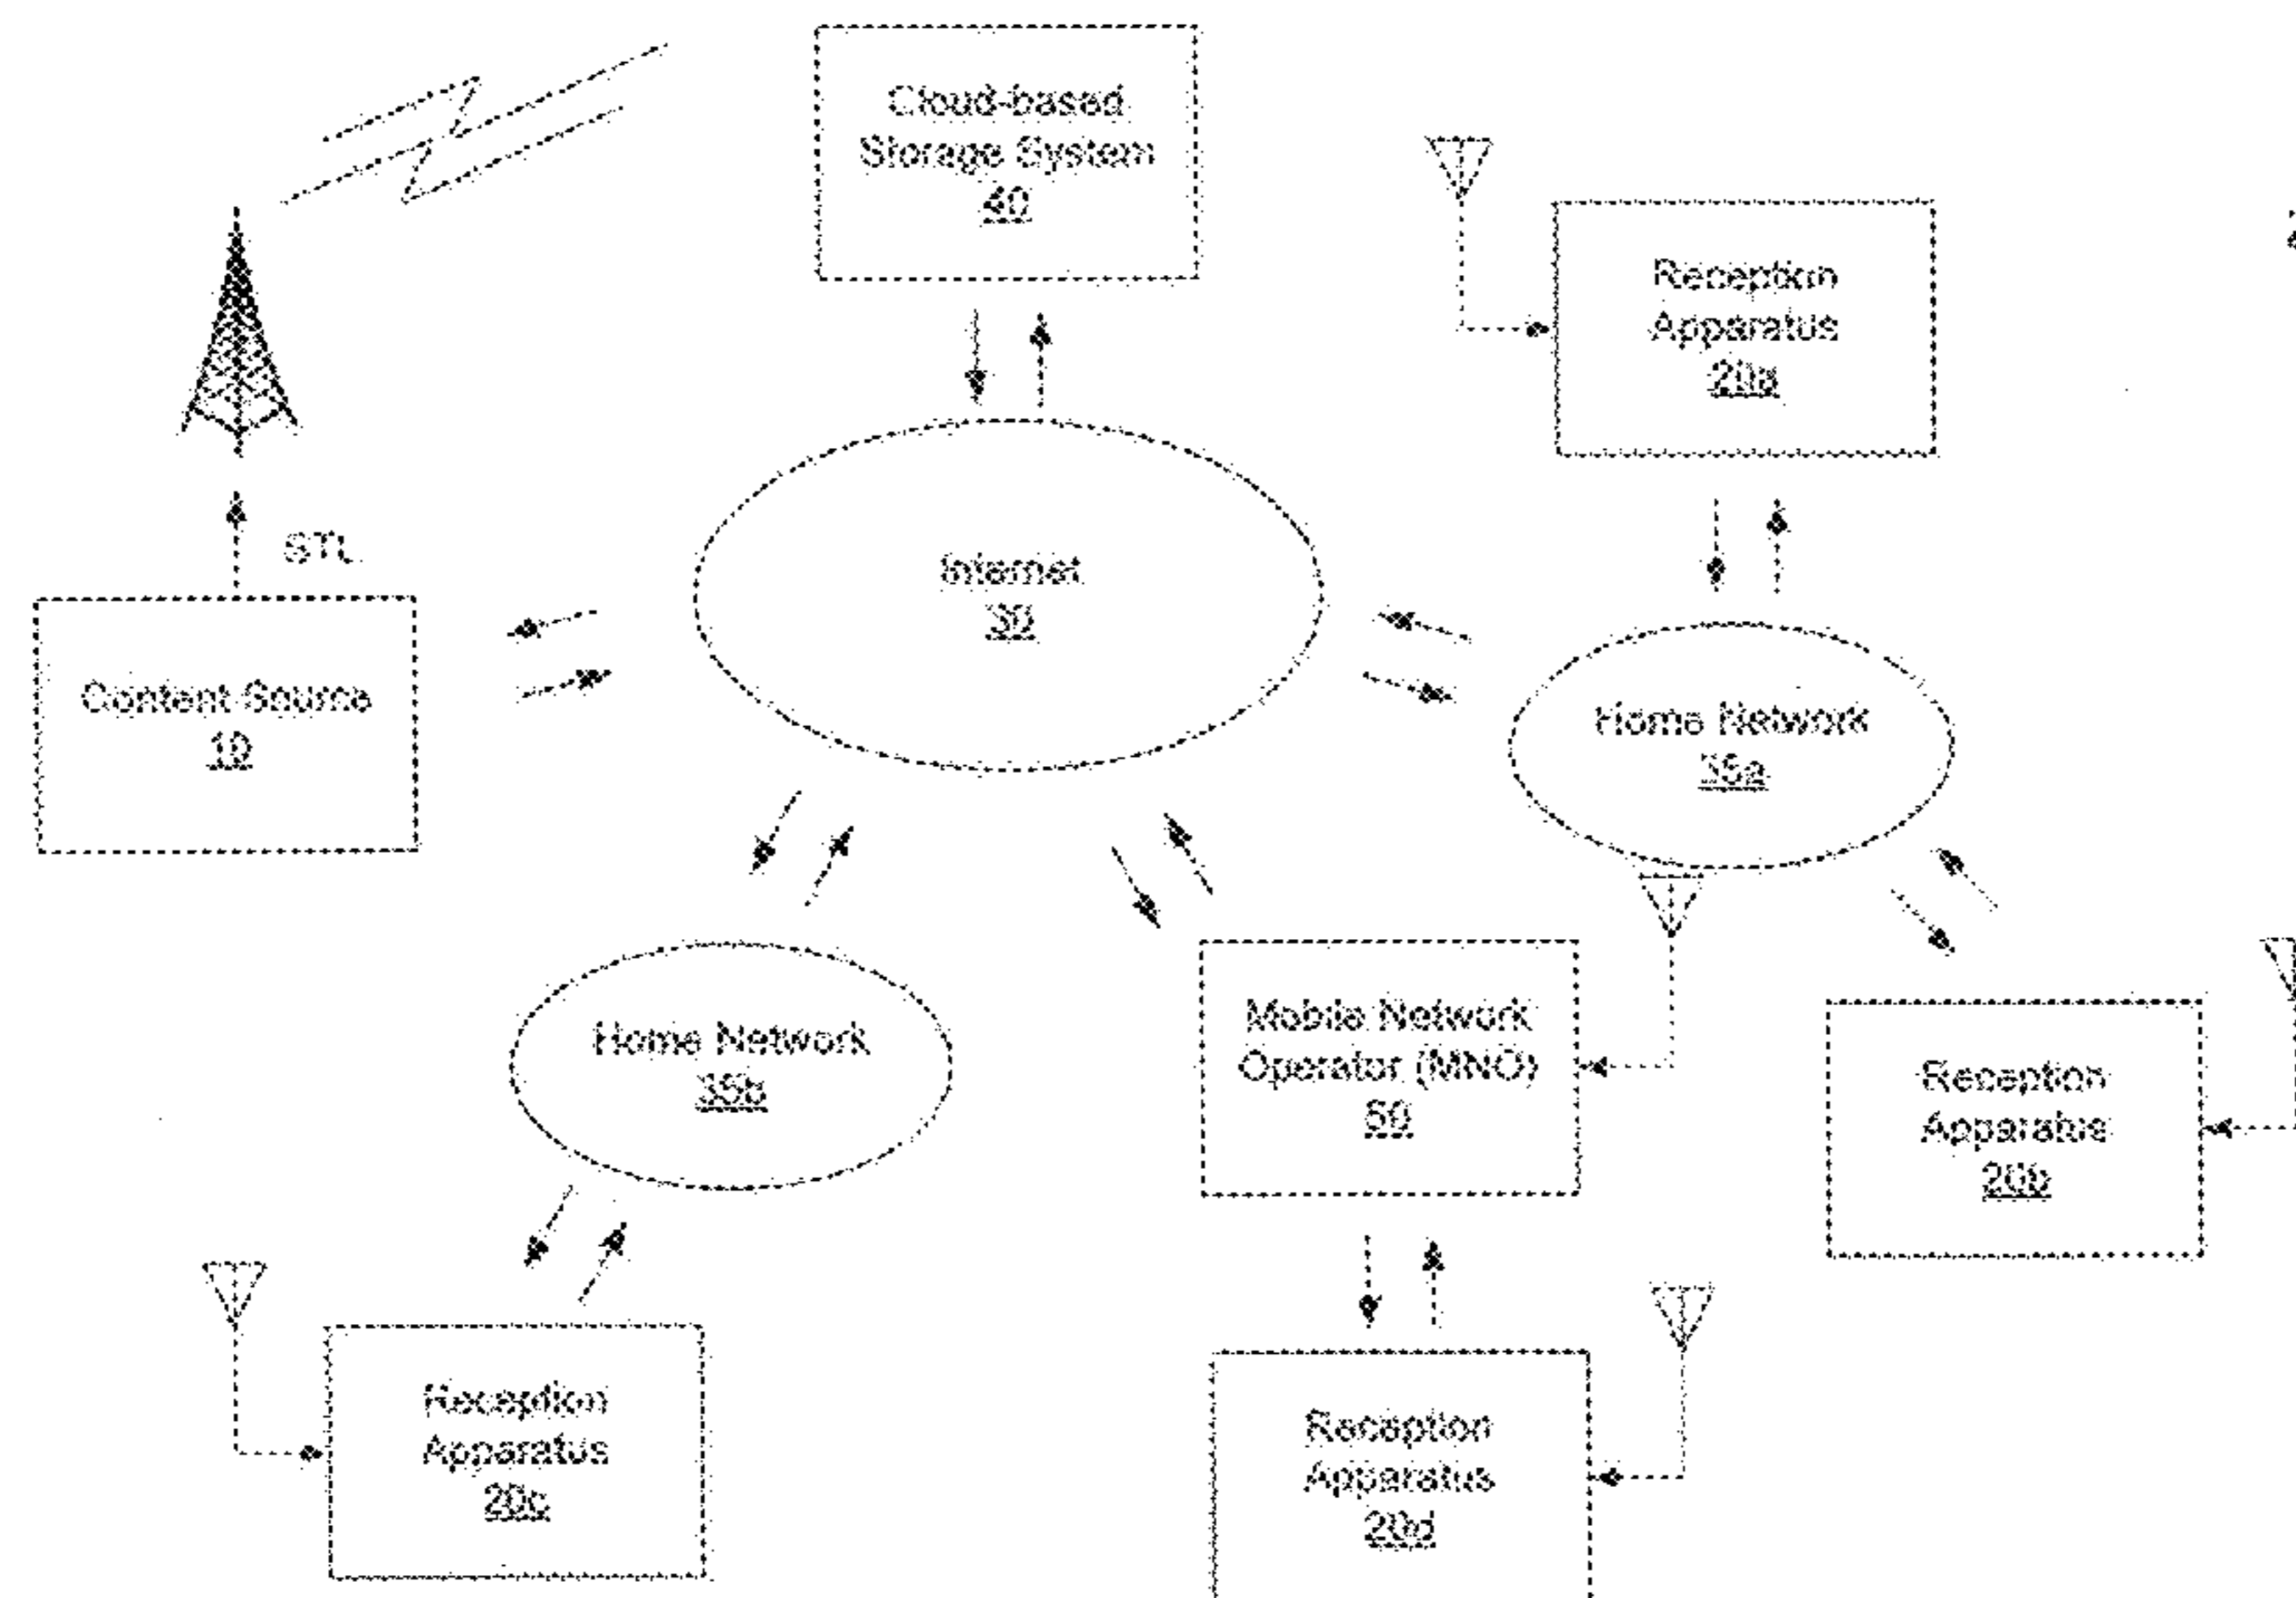 Cloud-based
Storage System
40
Reception
Apparatus
20a
STL
Internet
30
Content Source
10
Home Network
35a
Home Network
35b
Mobile Network
Operator (MNO)
50
Reception
Apparatus
20b
Reception
Apparatus
20c
Reception
Apparatus
20d